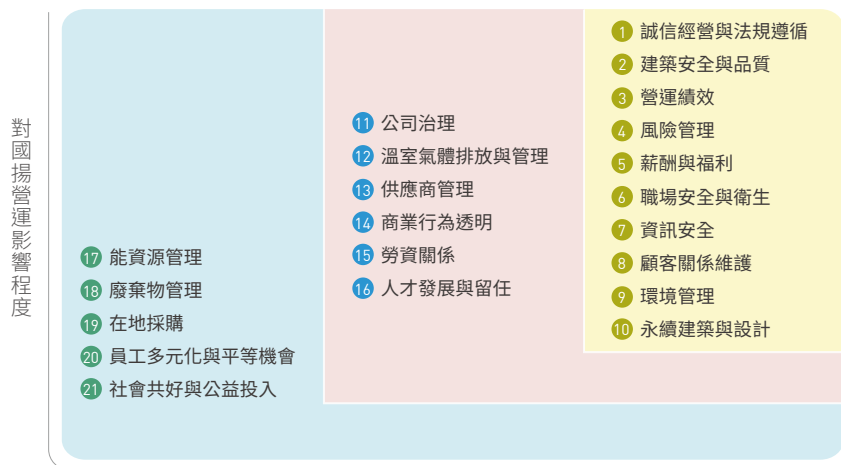 對國揚營運影響程度
17 能資源管理
18 廢棄物管理
19 在地採購
20 員工多元化與平等機會
21 社會共好與公益投入
11 公司治理
12 溫室氣體排放與管理
13 供應商管理
14 商業行為透明
15 勞資關係
16 人才發展與留任
1 誠信經營與法規遵循
2 建築安全與品質
3 營運績效
4 風險管理
5 薪酬與福利
6 職場安全與衛生
7 資訊安全
8 顧客關係維護
9 環境管理
10 永續建築與設計